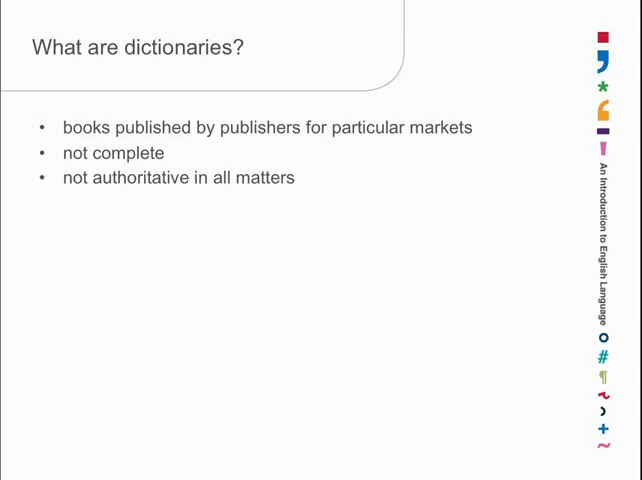 What are dictionaries?
• books published by publishers for particular markets
• not complete
• not authoritative in all matters
An Introduction to English Language